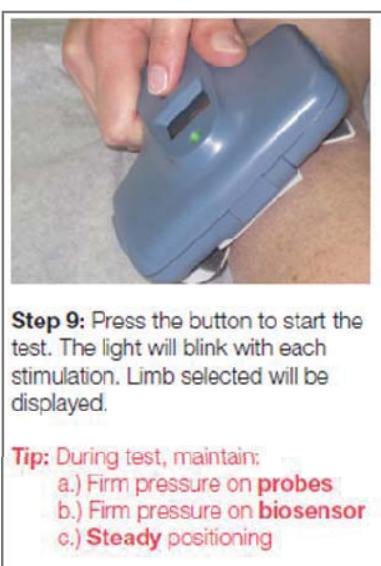 Step 9: Press the button to start the
test. The light will blink with each
stimulation. Limb selected will be
displayed.
Tip: During test, maintain:
a.) Firm pressure on probes
b.) Firm pressure on biosensor
c.) Steady positioning